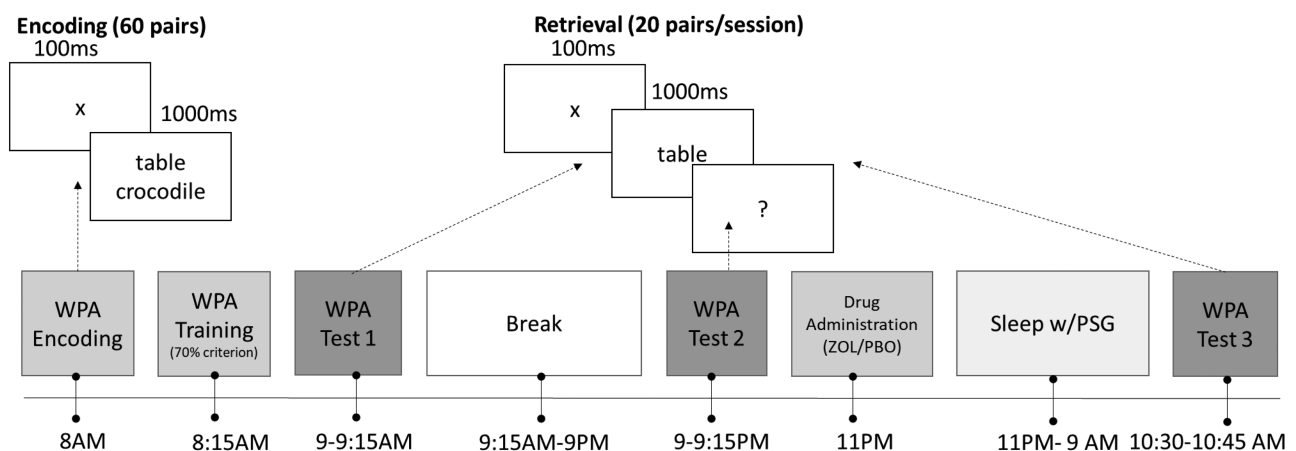 Encoding (60 pairs)
100ms
x
1000ms
table
crocodile
Retrieval (20 pairs/session)
100ms
x
1000ms
table
?
WPA
Encoding
WPA
Training
(70% criterion)
WPA
Test 1
Break
WPA
Test 2
Drug
Administration
(ZOL/PBO)
Sleep w/PSG
WPA
Test 3
8AM
8:15AM
9-9:15AM
9:15AM-9PM
9-9:15PM
11PM
11PM- 9 AM
10:30-10:45 AM